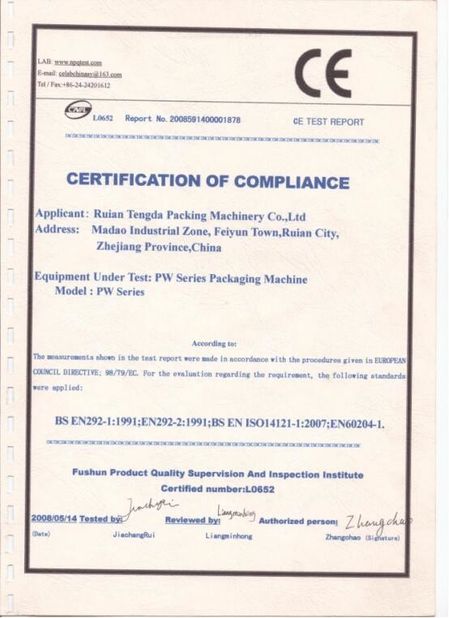 LAB: www.npqtest.com
E-mail: celabchinasy@163.com
Tel / Fax:+86-24-24201612
CE
CNAL
L0652 Report No. 2008591400001878
CE TEST REPORT
CERTIFICATION OF COMPLIANCE
Applicant: Ruian Tengda Packing Machinery Co.,Ltd
Address: Madao Industrial Zone, Feiyun Town,Ruian City,
Zhejiang Province,China
Equipment Under Test: PW Series Packaging Machine
Model : PW Series
According to:
The measurements shown in the test report were made in accordance with the procedures given in EUROPEAN
COUNCIL DIRECTIVE; 98/79/EC. For the evaluation regarding the requirement, the following standards
were applied:
BS EN292-1:1991;EN292-2:1991;BS EN ISO14121-1:2007;EN60204-1.
Fushun Product Quality Supervision And Inspection Institute
Certified number:L0652
2008/05/14 Tested by: Reviewed by: Authorized person: Zhangchao
(Date) JiachangRui Liangminhong Zhangchao (Signature)